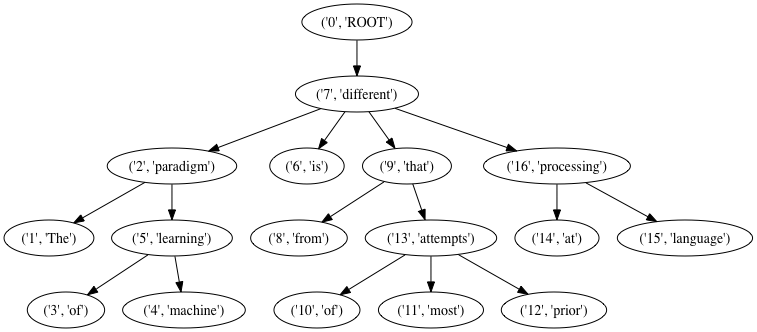 ('0', 'ROOT')
('7', 'different')
('2', 'paradigm') ('6', 'is') ('9', 'that') ('16', 'processing')
('1', 'The') ('5', 'learning') ('8', 'from') ('13', 'attempts') ('14', 'at') ('15', 'language')
('3', 'of') ('4', 'machine') ('10', 'of') ('11', 'most') ('12', 'prior')